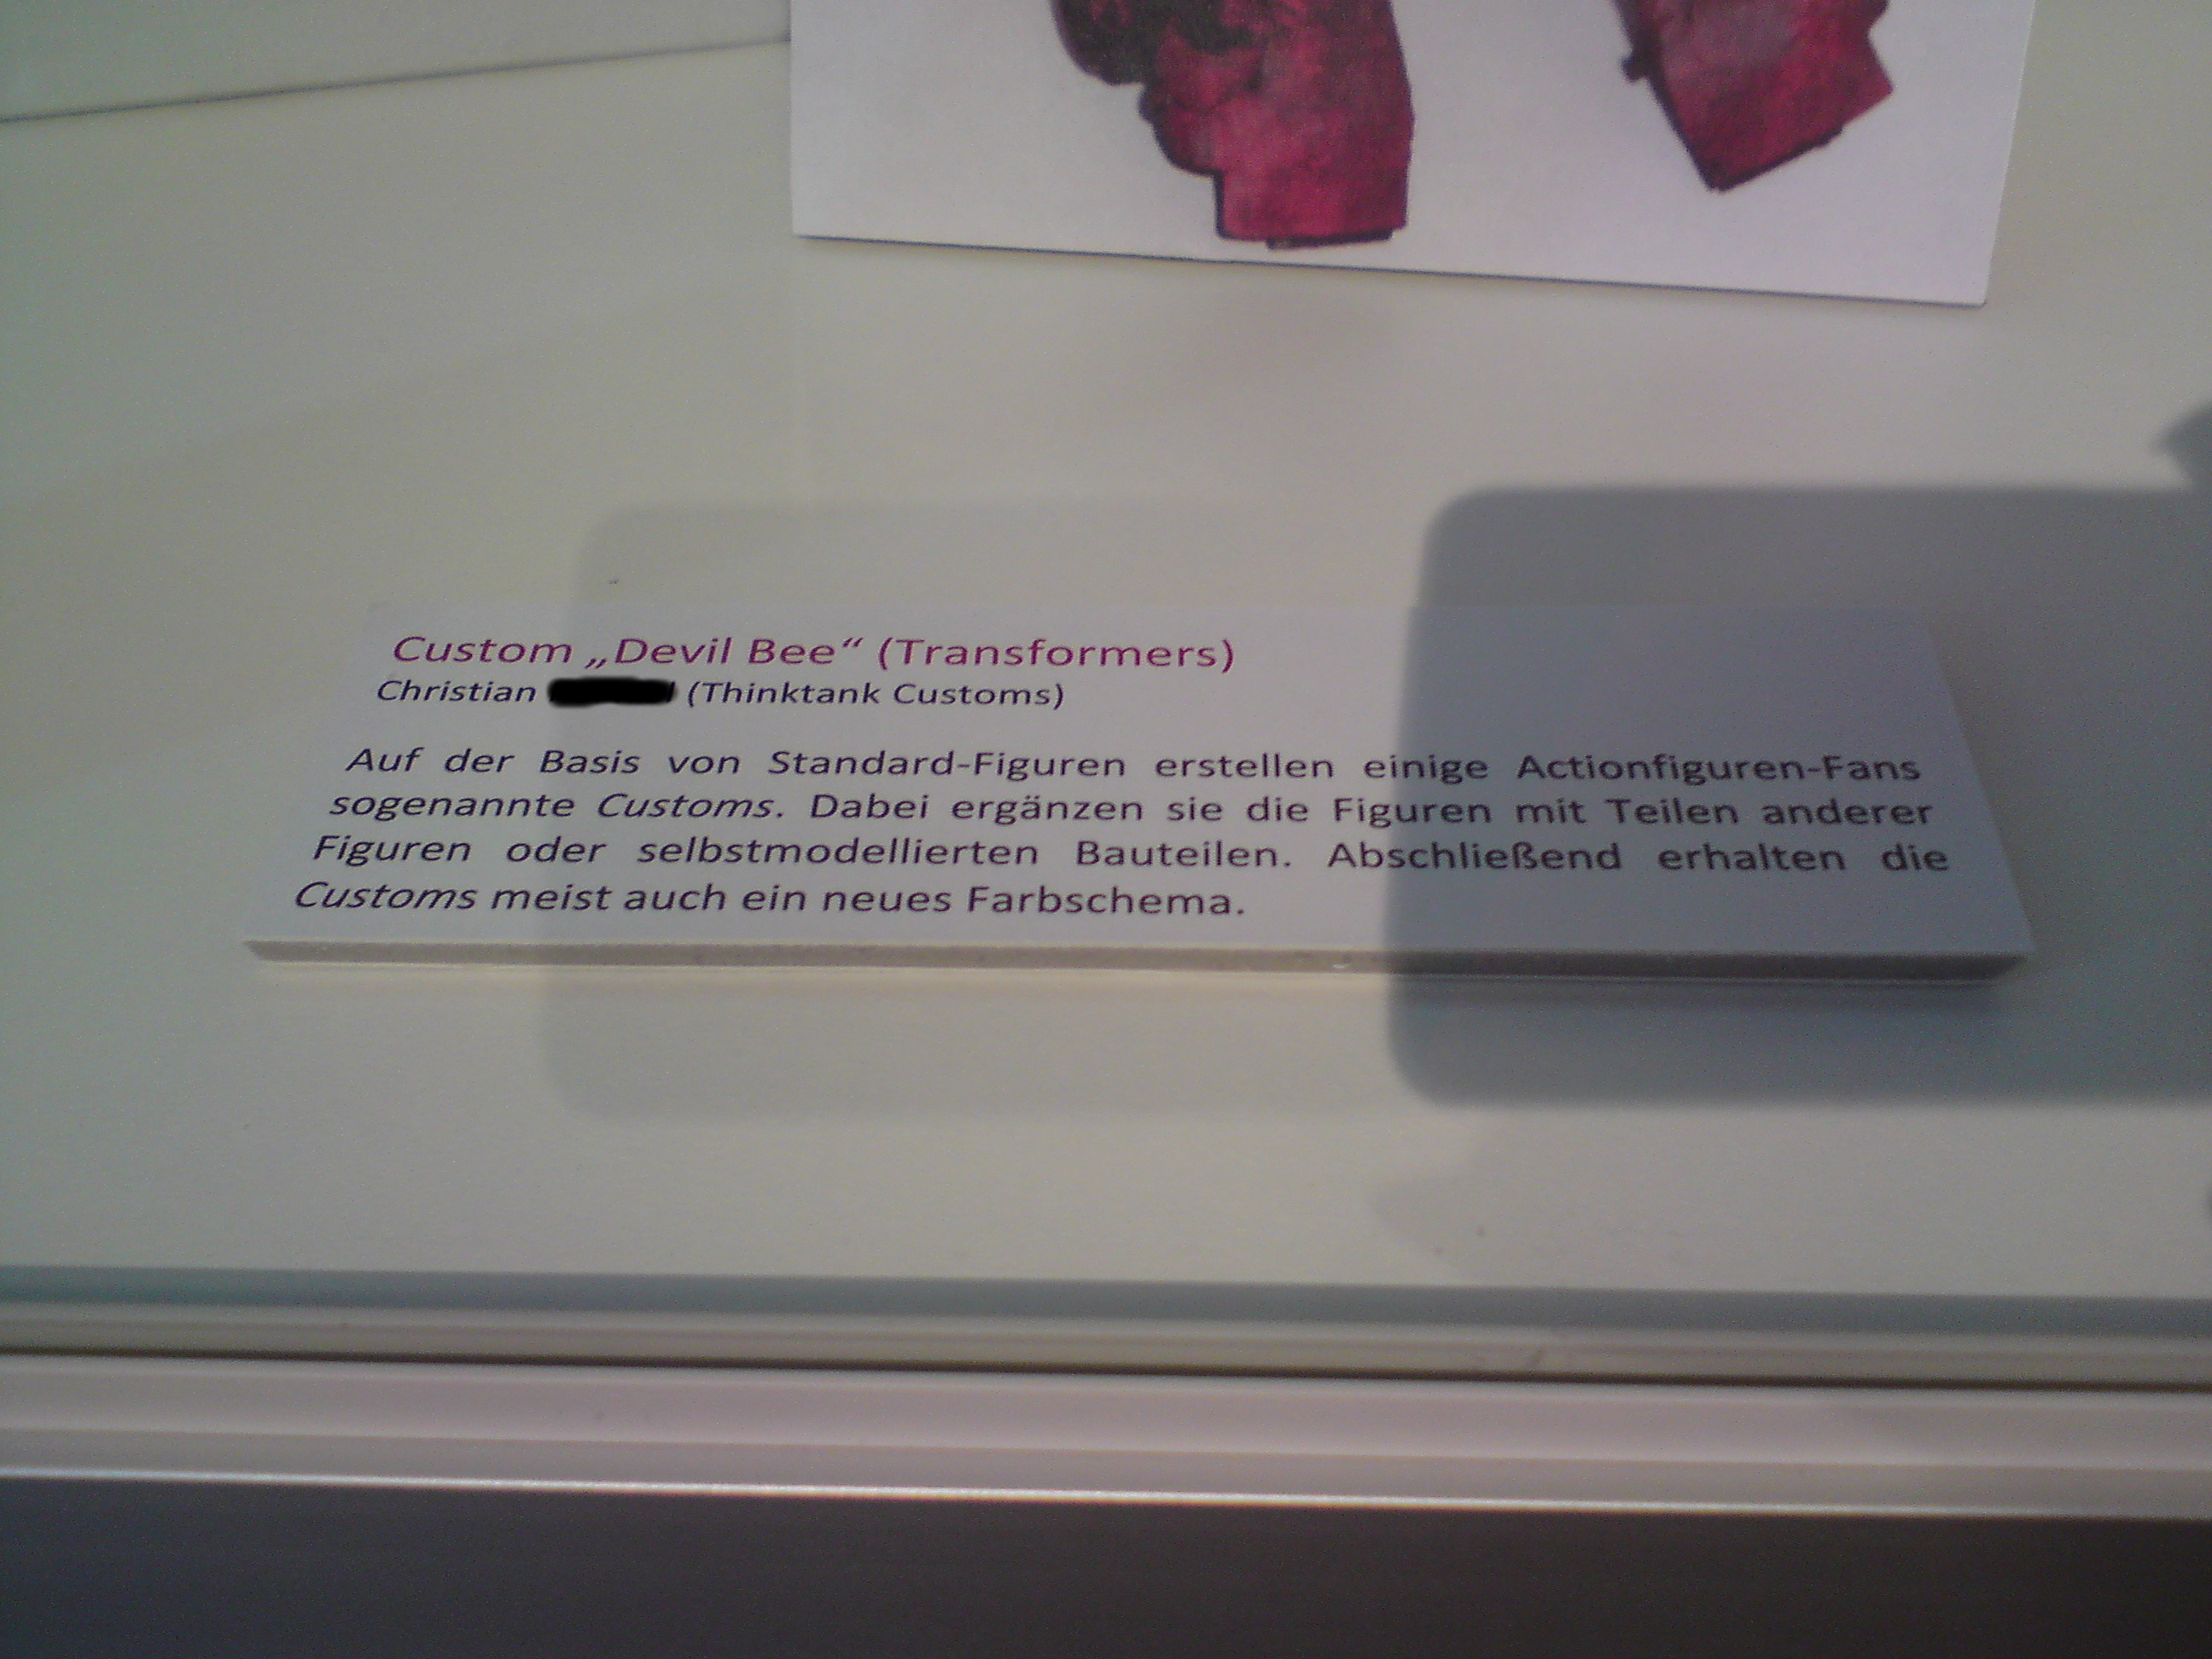 Custom „Devil Bee“ (Transformers)
Christian (Thinktank Customs)
Auf der Basis von Standard-Figuren erstellen einige Actionfiguren-Fans
sogenannte Customs. Dabei ergänzen sie die Figuren mit Teilen anderer
Figuren oder selbstmodellierten Bauteilen. Abschließend erhalten die
Customs meist auch ein neues Farbschema.